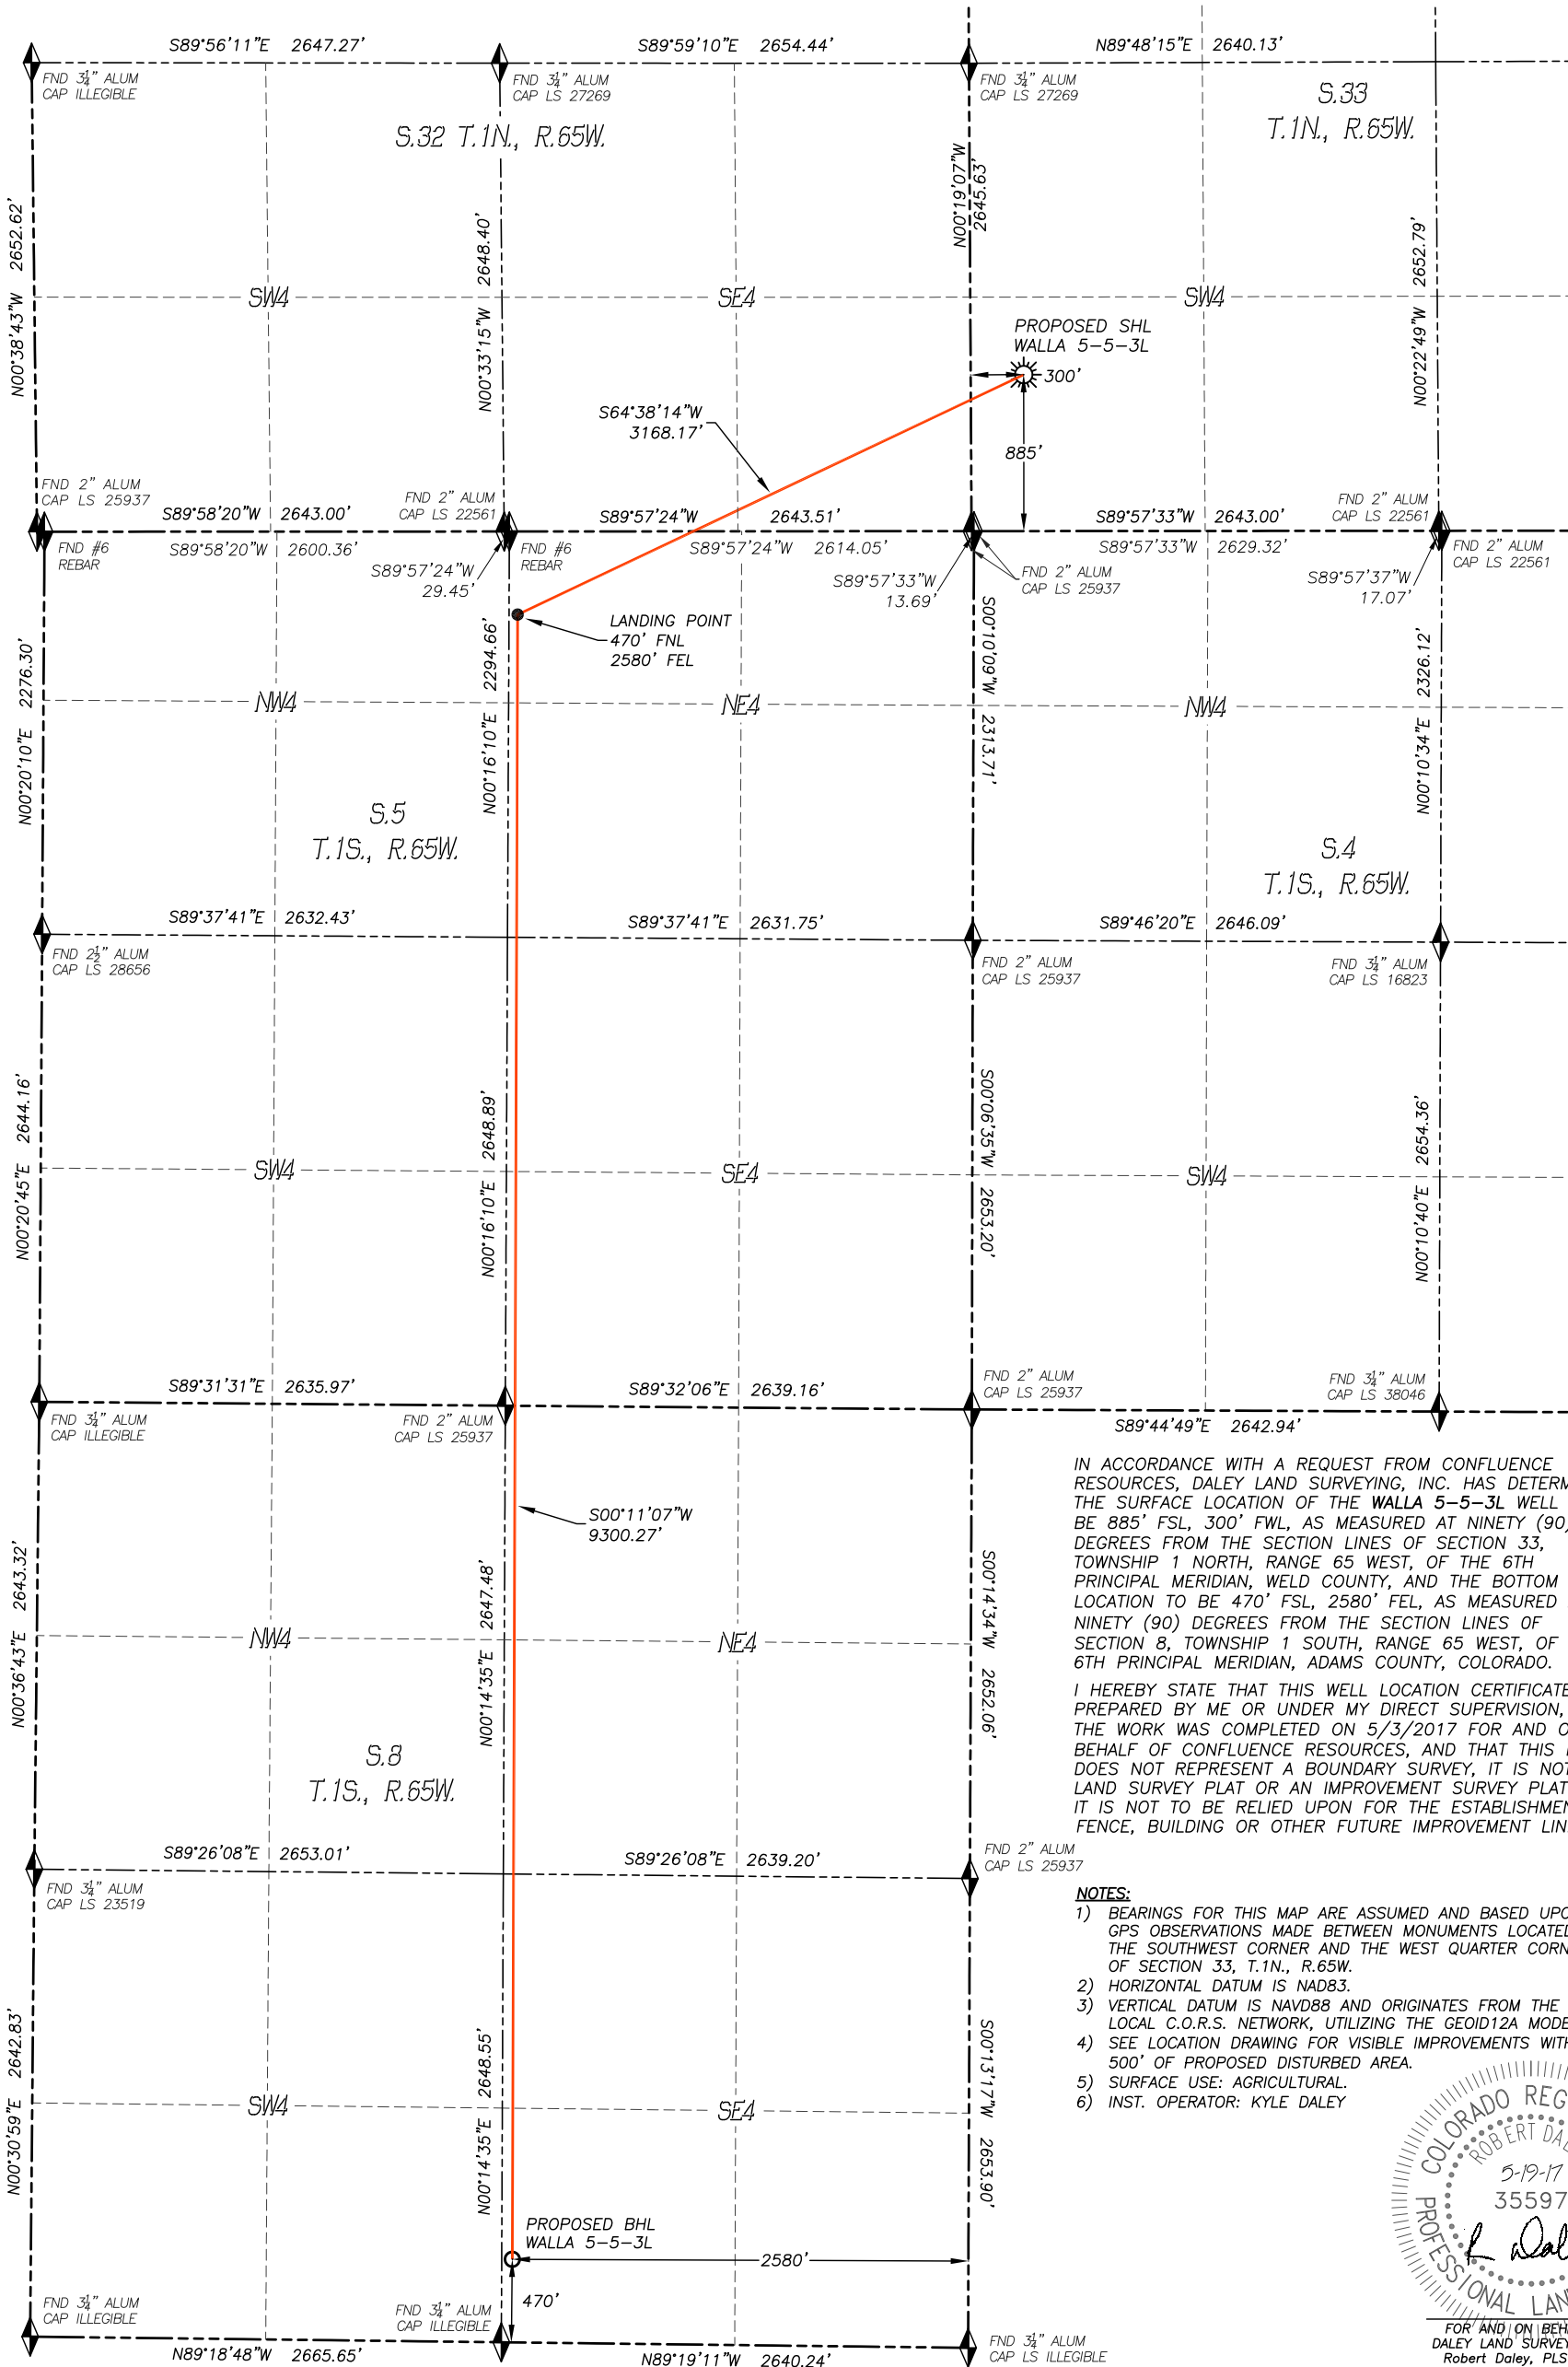 S89°56'11"E 2647.27'
S89°59'10"E 2654.44'
N89°48'15"E 2640.13'
FND 3¼" ALUM
CAP ILLEGIBLE
FND 3¼" ALUM
CAP LS 27269
FND 3¼" ALUM
CAP LS 27269
S.32 T.1N., R.65W.
S.33
T.1N., R.65W.
N00°38'43"W 2652.62'
N00°33'15"W 2648.40'
N00°19'07"W
2645.63'
N00°22'49"W 2652.79'
SW4
SE4
SW4
PROPOSED SHL
WALLA 5-5-3L
300'
885'
S64°38'14"W
3168.17'
FND 2" ALUM
CAP LS 25937
S89°58'20"W 2643.00'
FND 2" ALUM
CAP LS 22561
S89°57'24"W 2643.51'
S89°57'33"W 2643.00'
FND 2" ALUM
CAP LS 22561
FND #6
REBAR
S89°58'20"W 2600.36'
S89°57'24"W
29.45'
FND #6
REBAR
S89°57'24"W 2614.05'
S89°57'33"W
13.69'
FND 2" ALUM
CAP LS 25937
S89°57'33"W 2629.32'
S89°57'37"W
17.07'
FND 2" ALUM
CAP LS 22561
LANDING POINT
470' FNL
2580' FEL
N00°20'10"E 2276.30'
N00°16'10"E 2294.66'
S00°10'09"W 2313.71'
N00°10'34"E 2326.12'
NW4
NE4
NW4
S.5
T.1S., R.65W.
S.4
T.1S., R.65W.
S89°37'41"E 2632.43'
S89°37'41"E 2631.75'
S89°46'20"E 2646.09'
FND 2½" ALUM
CAP LS 28656
FND 2" ALUM
CAP LS 25937
FND 3¼" ALUM
CAP LS 16823
N00°20'45"E 2644.16'
N00°16'10"E 2648.89'
S00°06'35"W 2653.20'
N00°10'40"E 2654.36'
SW4
SE4
SW4
S89°31'31"E 2635.97'
S89°32'06"E 2639.16'
FND 2" ALUM
CAP LS 25937
FND 3¼" ALUM
CAP LS 38046
FND 3¼" ALUM
CAP ILLEGIBLE
FND 2" ALUM
CAP LS 25937
S89°44'49"E 2642.94'
S00°11'07"W
9300.27'
N00°36'43"E 2643.32'
N00°14'35"E 2647.48'
S00°14'34"W 2652.06'
NW4
NE4
S.8
T.1S., R.65W.
S89°26'08"E 2653.01'
S89°26'08"E 2639.20'
FND 3¼" ALUM
CAP LS 23519
FND 2" ALUM
CAP LS 25937
N00°30'59"E 2642.83'
N00°14'35"E 2648.55'
S00°13'17"W 2653.90'
SW4
SE4
PROPOSED BHL
WALLA 5-5-3L
2580'
470'
FND 3¼" ALUM
CAP ILLEGIBLE
FND 3¼" ALUM
CAP ILLEGIBLE
FND 3¼" ALUM
CAP LS ILLEGIBLE
N89°18'48"W 2665.65'
N89°19'11"W 2640.24'
IN ACCORDANCE WITH A REQUEST FROM CONFLUENCE
RESOURCES, DALEY LAND SURVEYING, INC. HAS DETERM
THE SURFACE LOCATION OF THE WALLA 5-5-3L WELL
BE 885' FSL, 300' FWL, AS MEASURED AT NINETY (90)
DEGREES FROM THE SECTION LINES OF SECTION 33,
TOWNSHIP 1 NORTH, RANGE 65 WEST, OF THE 6TH
PRINCIPAL MERIDIAN, WELD COUNTY, AND THE BOTTOM
LOCATION TO BE 470' FSL, 2580' FEL, AS MEASURED
NINETY (90) DEGREES FROM THE SECTION LINES OF
SECTION 8, TOWNSHIP 1 SOUTH, RANGE 65 WEST, OF
6TH PRINCIPAL MERIDIAN, ADAMS COUNTY, COLORADO.
I HEREBY STATE THAT THIS WELL LOCATION CERTIFICATE
PREPARED BY ME OR UNDER MY DIRECT SUPERVISION,
THE WORK WAS COMPLETED ON 5/3/2017 FOR AND O
BEHALF OF CONFLUENCE RESOURCES, AND THAT THIS
DOES NOT REPRESENT A BOUNDARY SURVEY, IT IS NOT
LAND SURVEY PLAT OR AN IMPROVEMENT SURVEY PLAT
IT IS NOT TO BE RELIED UPON FOR THE ESTABLISHMEN
FENCE, BUILDING OR OTHER FUTURE IMPROVEMENT LIN
NOTES:
1) BEARINGS FOR THIS MAP ARE ASSUMED AND BASED UPO
GPS OBSERVATIONS MADE BETWEEN MONUMENTS LOCATED
THE SOUTHWEST CORNER AND THE WEST QUARTER CORN
OF SECTION 33, T.1N., R.65W.
2) HORIZONTAL DATUM IS NAD83.
3) VERTICAL DATUM IS NAVD88 AND ORIGINATES FROM THE
LOCAL C.O.R.S. NETWORK, UTILIZING THE GEOID12A MODE
4) SEE LOCATION DRAWING FOR VISIBLE IMPROVEMENTS WITH
500' OF PROPOSED DISTURBED AREA.
5) SURFACE USE: AGRICULTURAL.
6) INST. OPERATOR: KYLE DALEY
COLORADO REG
ROBERT DAL
5-19-17
35597
PROFESSIONAL LAN
FOR AND ON BEH
DALEY LAND SURVEY
Robert Daley, PLS